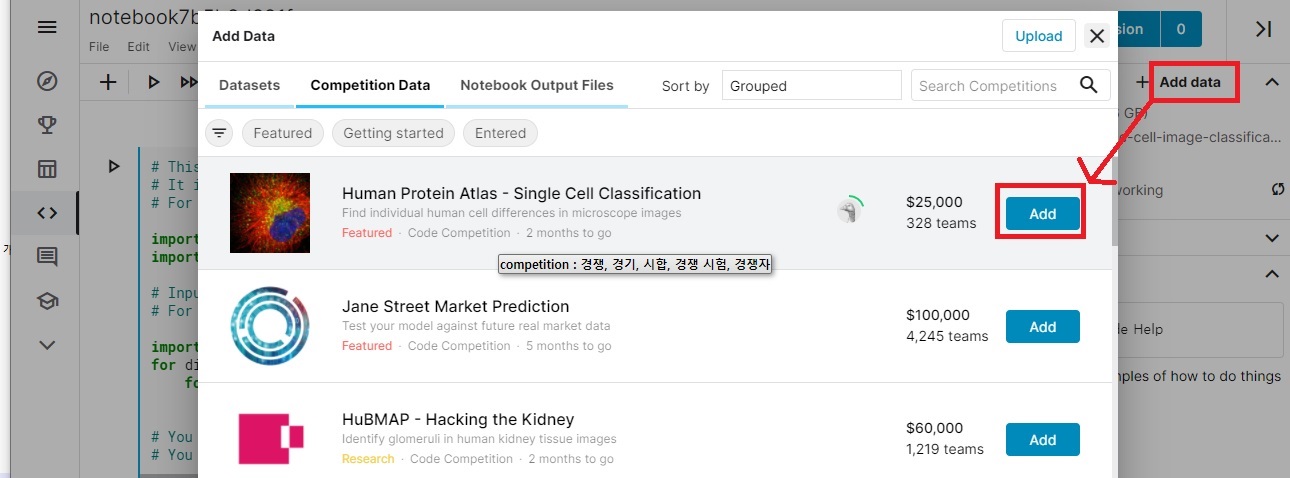 notebook7b
File Edit View
Add Data
Upload
Datasets
Competition Data
Notebook Output Files
Sort by
Grouped
Search Competitions
Featured
Getting started
Entered
Human Protein Atlas - Single Cell Classification
Find individual human cell differences in microscope images
Featured · Code Competition · 2 months to go
$25,000
328 teams
Add
competition : 경쟁, 경기, 시합, 경쟁 시험, 경쟁자
Jane Street Market Prediction
Test your model against future real market data
Featured · Code Competition · 5 months to go
$100,000
4,245 teams
Add
HuBMAP - Hacking the Kidney
Identify glomeruli in human kidney tissue images
Research · Code Competition · 2 months to go
$60,000
1,219 teams
Add
# This
# It i
# For
import
import
# Inpu
# For
import
for di
fo
# You
# You
sion
0
+ Add data
GB)
-cell-image-classifica...
working
le Help
nples of how to do things